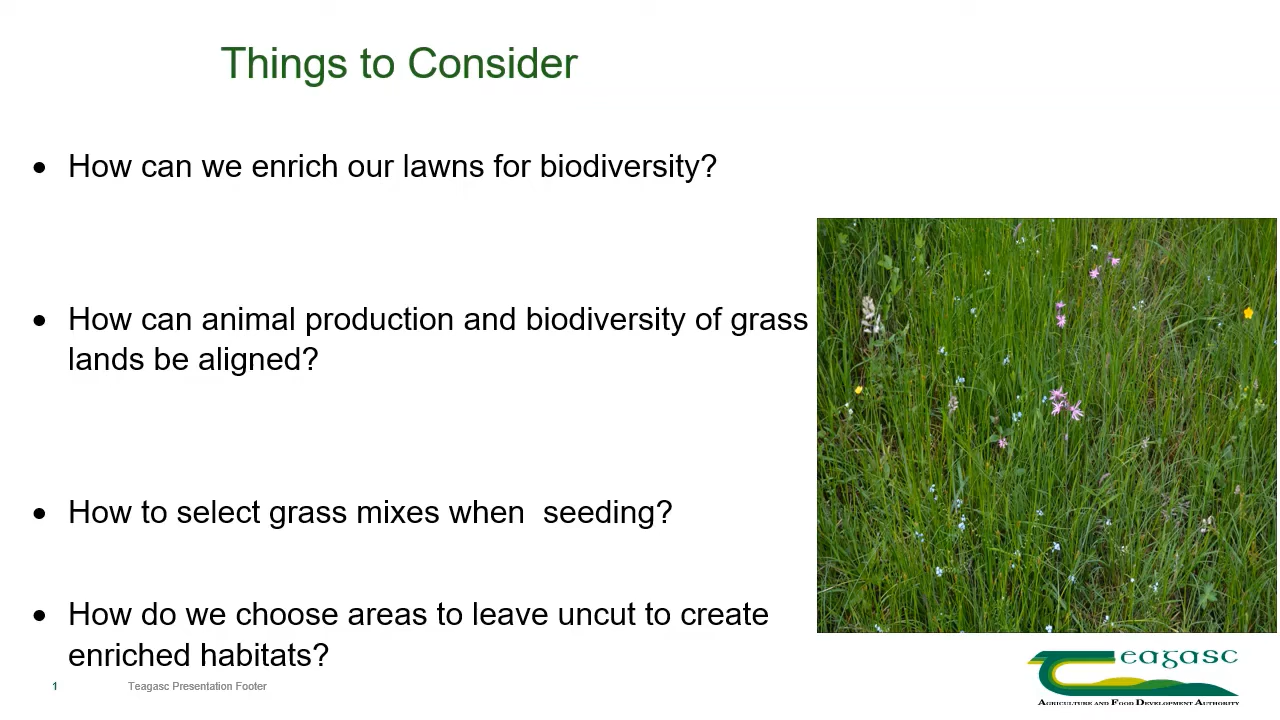 Things to Consider
• How can we enrich our lawns for biodiversity?
• How can animal production and biodiversity of grass
lands be aligned?
• How to select grass mixes when  seeding?
• How do we choose areas to leave uncut to create
enriched habitats?
1 Teagasc Presentation Footer
Teagasc
AGRICULTURE AND FOOD DEVELOPMENT AUTHORITY